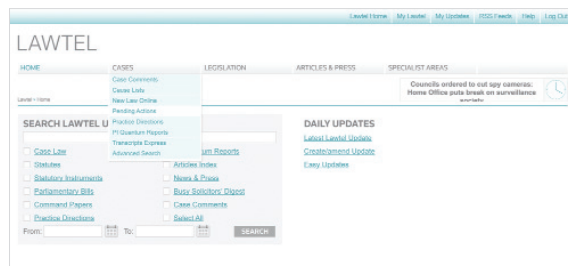 Lawtel Home My Lawtel My Updates RSS Feeds Help Log Out
LAWTEL
HOME CASES LEGISLATION ARTICLES & PRESS SPECIALIST AREAS
Case Comments
Cause Lists
New Law Online
Pending Actions
Practice Directions
PI Quantum Reports
Transcripts Express
Advanced Search
Councils ordered to cut spy cameras:
Home Office puts break on surveillance
society
Lawtel > Home
SEARCH LAWTEL U
Case Law
um Reports
Statutes
Articles Index
Statutory Instruments
News & Press
Parliamentary Bills
Busy Solicitors' Digest
Command Papers
Case Comments
Practice Directions
Select All
From: To: SEARCH
DAILY UPDATES
Latest Lawtel Update
Create/amend Update
Easy Updates